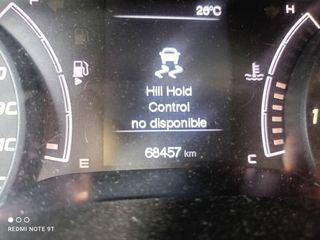 26°C
H
Hill Hold
Control
no disponible
E
68457 km
C
REDMI NOTE 9T